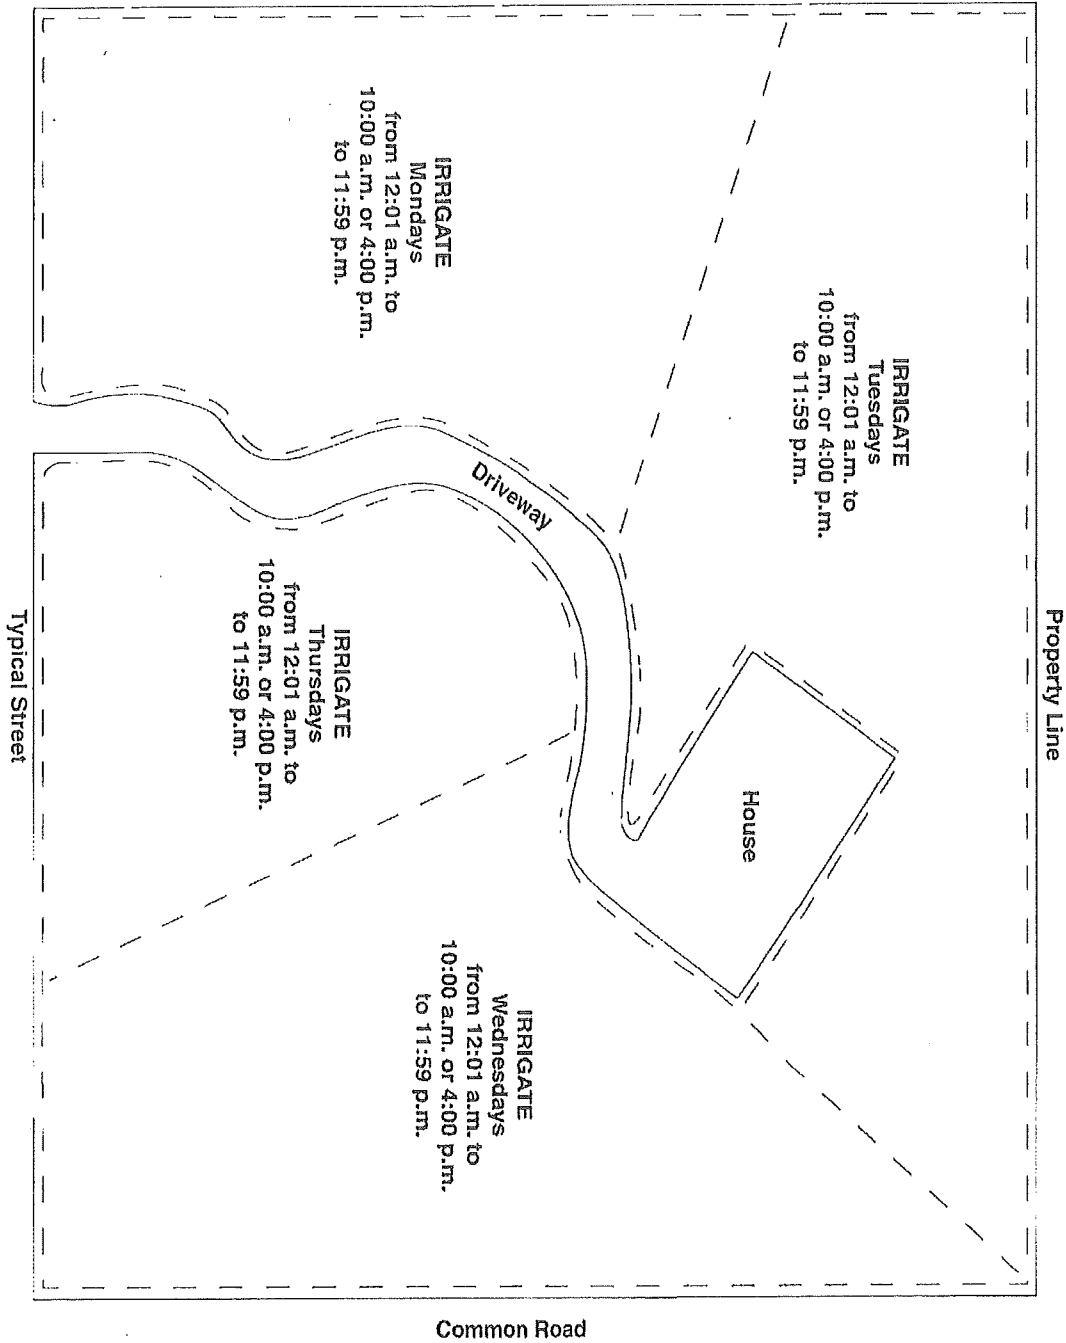 Property Line
IRRIGATE
Tuesdays
from 12:01 a.m. to
10:00 a.m. or 4:00 p.m.
to 11:59 p.m.
IRRIGATE
Mondays
from 12:01 a.m. to
10:00 a.m. or 4:00 p.m.
to 11:59 p.m.
House
Driveway
IRRIGATE
Wednesdays
from 12:01 a.m. to
10:00 a.m. or 4:00 p.m.
to 11:59 p.m.
IRRIGATE
Thursdays
from 12:01 a.m. to
10:00 a.m. or 4:00 p.m.
to 11:59 p.m.
Typical Street
Common Road